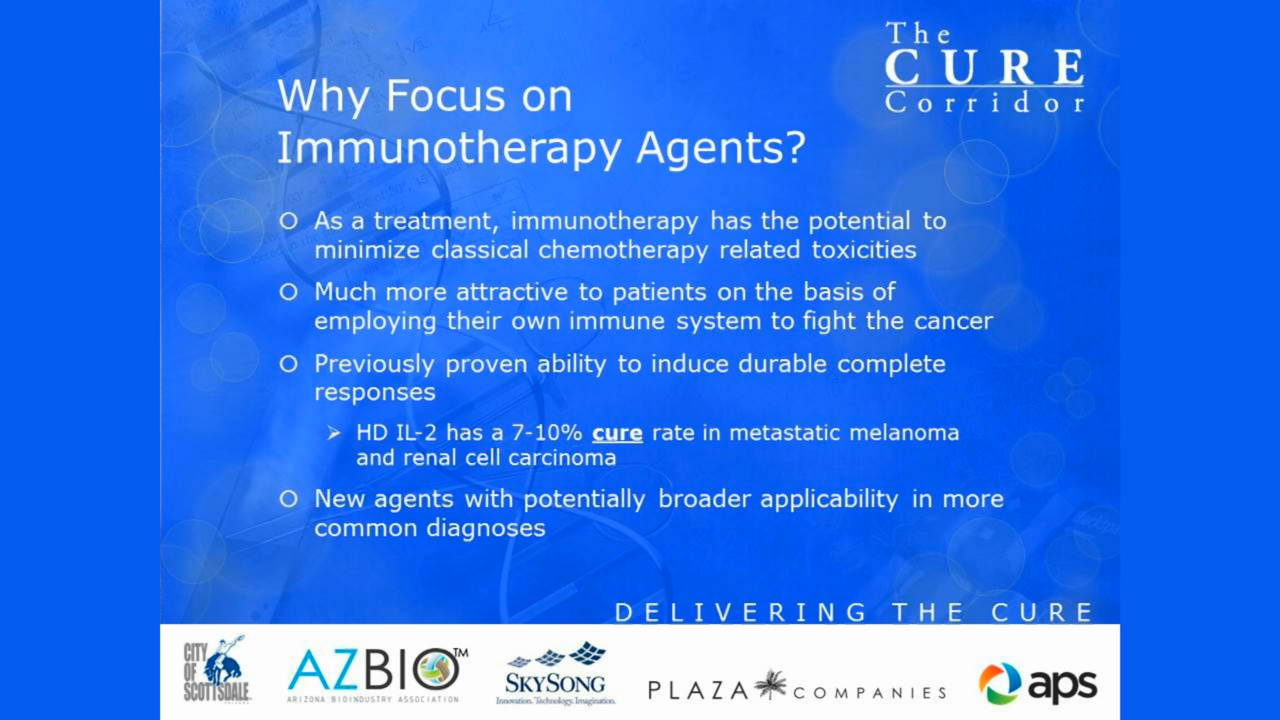 The
CURE
Corridor
Why Focus on
Immunotherapy Agents?
As a treatment, immunotherapy has the potential to
minimize classical chemotherapy related toxicities
Much more attractive to patients on the basis of
employing their own immune system to fight the cancer
Previously proven ability to induce durable complete
responses
HD IL-2 has a 7-10% cure rate in metastatic melanoma
and renal cell carcinoma
New agents with potentially broader applicability in more
common diagnoses
DELIVERING THE CURE
CITY
OF
SCOTTSDALE
AZBIO™
ARIZONA BIOINDUSTRY ASSOCIATION
SKYSONG
Innovation. Technology. Imagination.
PLAZA COMPANIES
aps